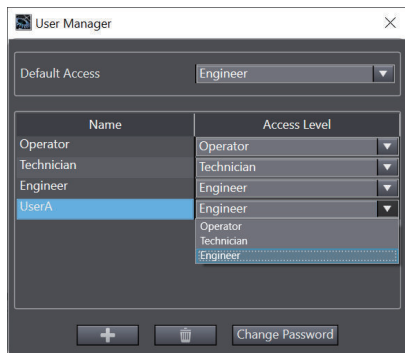 User Manager
Default Access Engineer
Name Access Level
Operator Operator
Technician Technician
Engineer Engineer
UserA Engineer
Operator
Technician
Engineer
Change Password